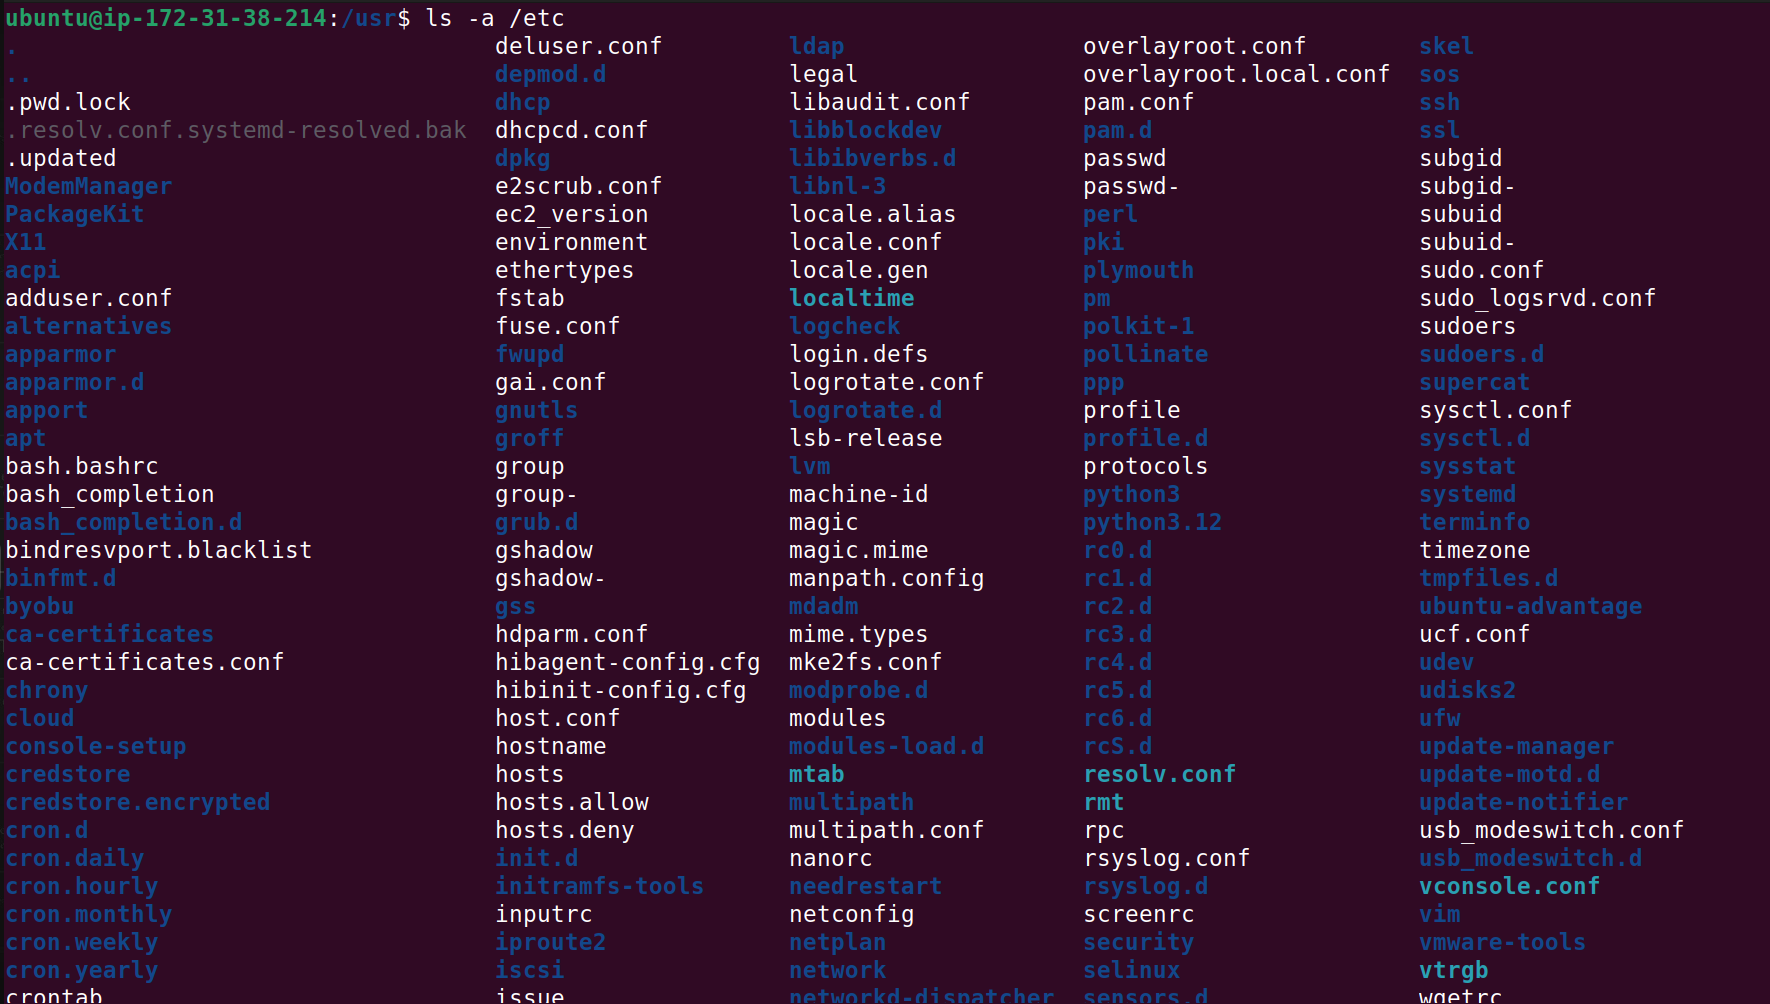 ubuntu@ip-172-31-38-214:/usr$ ls -a /etc
. deluser.conf ldap overlayroot.conf skel
.. depmod.d legal overlayroot.local.conf sos
.pwd.lock dhcp libaudit.conf pam.conf ssh
.resolv.conf.systemd-resolved.bak dhcpcd.conf libblockdev pam.d ssl
.updated dpkg libibverbs.d passwd subgid
ModemManager e2scrub.conf libnl-3 passwd- subgid-
PackageKit ec2_version locale.alias perl subuid
X11 environment locale.conf pki subuid-
acpi ethertypes locale.gen plymouth sudo.conf
adduser.conf fstab localtime pm sudo_logsrvd.conf
alternatives fuse.conf logcheck polkit-1 sudoers
apparmor fwupd login.defs pollinate sudoers.d
apparmor.d gai.conf logrotate.conf ppp supercat
apport gnutls logrotate.d profile sysctl.conf
apt groff lsb-release profile.d sysctl.d
bash.bashrc group lvm protocols sysstat
bash_completion group- machine-id python3 systemd
bash_completion.d grub.d magic python3.12 terminfo
bindresvport.blacklist gshadow magic.mime rc0.d timezone
binfmt.d gshadow- manpath.config rc1.d tmpfiles.d
byobu gss mdadm rc2.d ubuntu-advantage
ca-certificates hdparm.conf mime.types rc3.d ucf.conf
ca-certificates.conf hibagent-config.cfg mke2fs.conf rc4.d udev
chrony hibinit-config.cfg modprobe.d rc5.d udisks2
cloud host.conf modules rc6.d ufw
console-setup hostname modules-load.d rcS.d update-manager
credstore hosts mtab resolv.conf update-motd.d
credstore.encrypted hosts.allow multipath rmt update-notifier
cron.d hosts.deny multipath.conf rpc usb_modeswitch.conf
cron.daily init.d nanorc rsyslog.conf usb_modeswitch.d
cron.hourly initramfs-tools needrestart rsyslog.d vconsole.conf
cron.monthly inputrc netconfig screenrc vim
cron.weekly iproute2 netplan security vmware-tools
cron.yearly iscsi network selinux vtrgb
crontab issue networkd-dispatcher sensors.d wgetrc